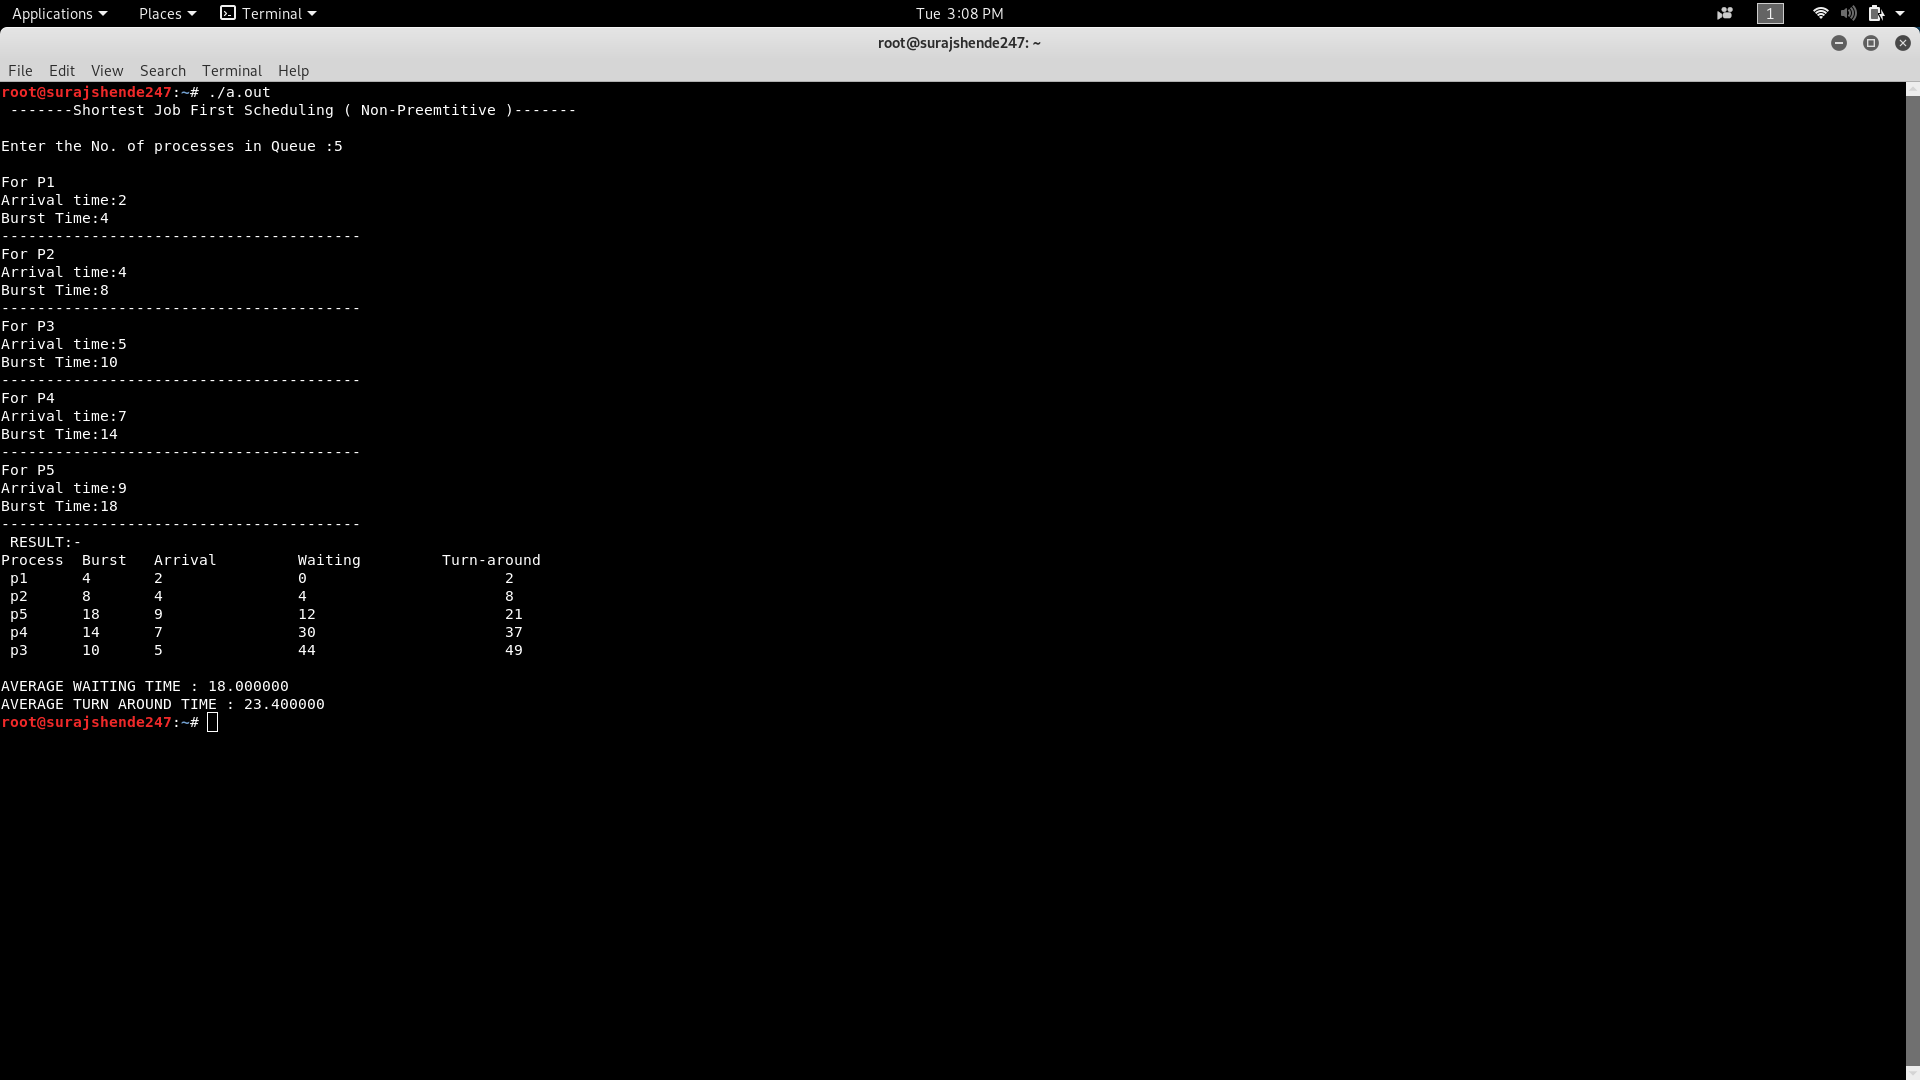 Applications Places Terminal Tue 3:08 PM 1
root@surajshende247: ~
File Edit View Search Terminal Help
root@surajshende247:~# ./a.out
-------Shortest Job First Scheduling ( Non-Preemtitive )-------
Enter the No. of processes in Queue :5
For P1
Arrival time:2
Burst Time:4
----------------------------------------
For P2
Arrival time:4
Burst Time:8
----------------------------------------
For P3
Arrival time:5
Burst Time:10
----------------------------------------
For P4
Arrival time:7
Burst Time:14
----------------------------------------
For P5
Arrival time:9
Burst Time:18
----------------------------------------
RESULT:-
Process Burst Arrival Waiting Turn-around
p1 4 2 0 2
p2 8 4 4 8
p5 18 9 12 21
p4 14 7 30 37
p3 10 5 44 49
AVERAGE WAITING TIME : 18.000000
AVERAGE TURN AROUND TIME : 23.400000
root@surajshende247:~#